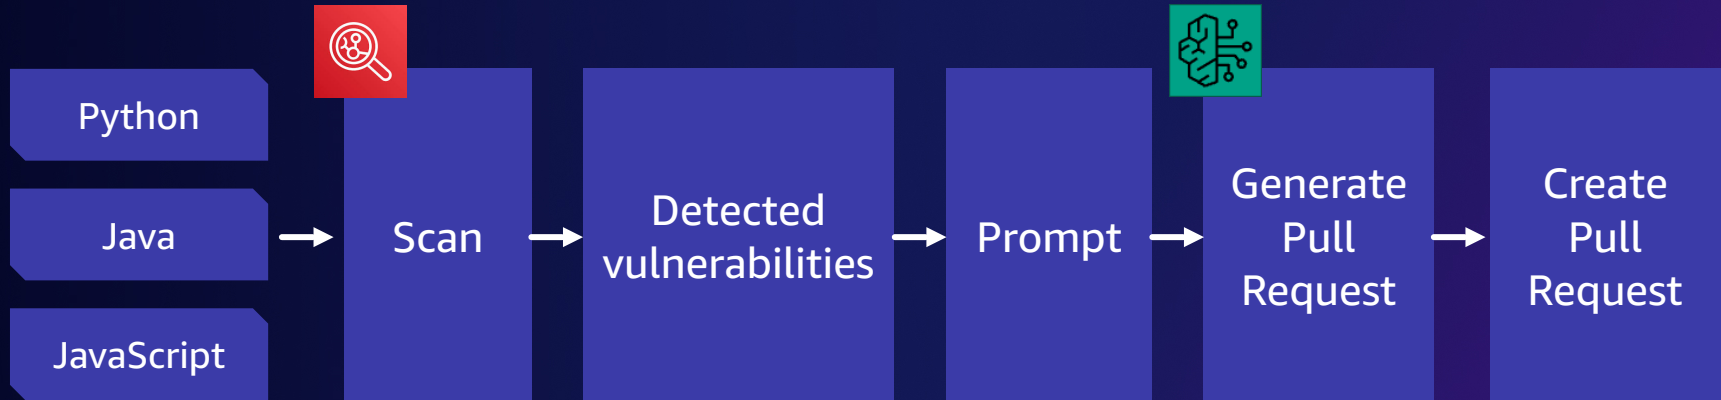 Python
Java
JavaScript
Scan
Detected
vulnerabilities
Prompt
Generate
Pull
Request
Create
Pull
Request